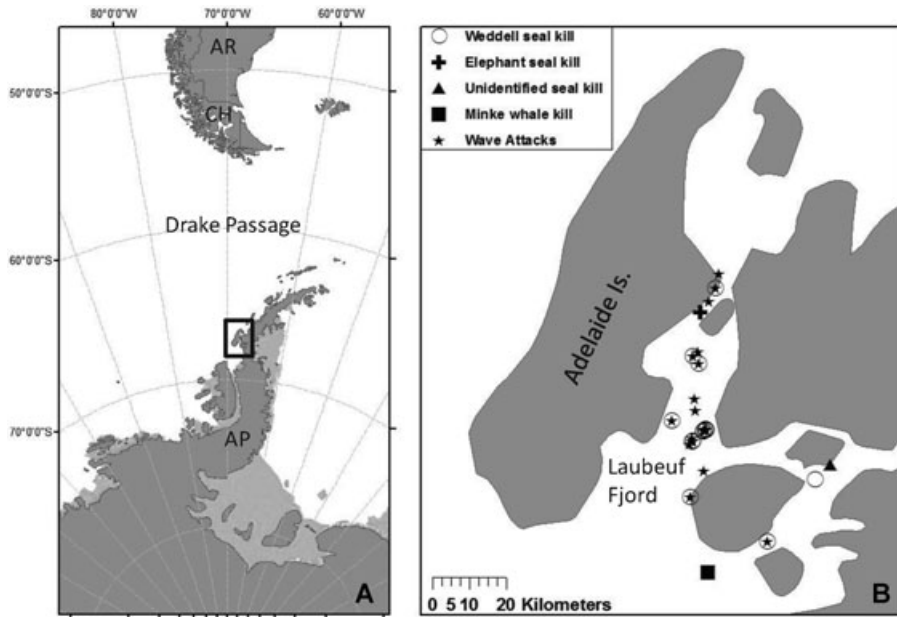 80°0'0"W 70°0'0"W 60°0'0"W
AR
50°0'0"S
CH
Drake Passage
60°0'0"S
70°0'0"S
AP
A
Weddell seal kill
Elephant seal kill
Unidentified seal kill
Minke whale kill
Wave Attacks
Adelaide Is.
Laubeuf
Fjord
0 5 10 20 Kilometers
B